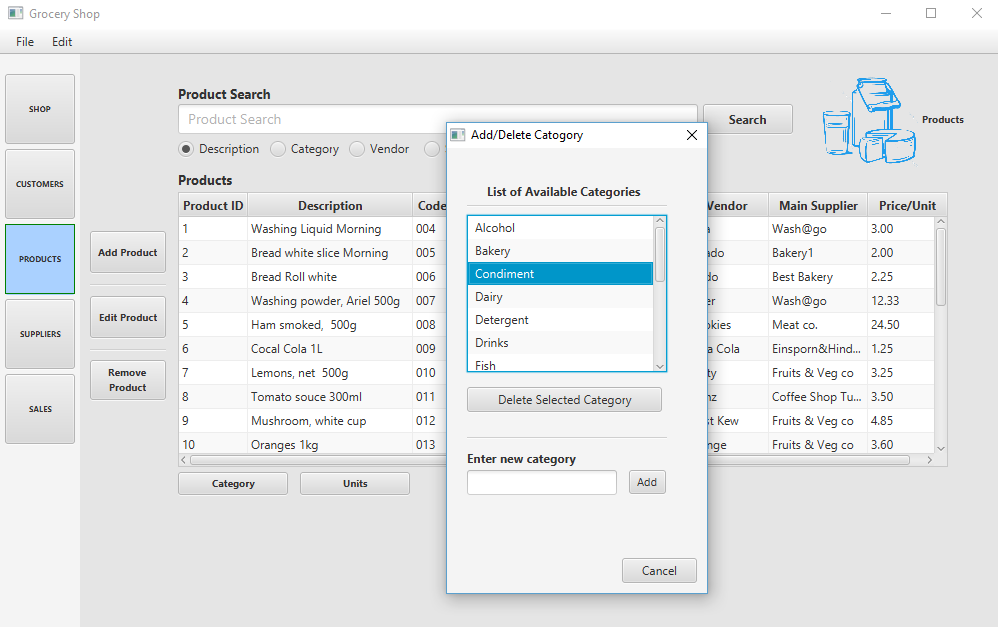 Grocery Shop
File Edit
SHOP
CUSTOMERS
PRODUCTS
SUPPLIERS
SALES
Add Product
Edit Product
Remove
Product
Product Search
Product Search
Search
Products
Description Category Vendor
Products
Product ID Description Code Vendor Main Supplier Price/Unit
1 Washing Liquid Morning 004 Wash@go 3.00
2 Bread white slice Morning 005 Bakery1 2.00
3 Bread Roll white 006 Best Bakery 2.25
4 Washing powder, Ariel 500g 007 Wash@go 12.33
5 Ham smoked, 500g 008 kies Meat co. 24.50
6 Cocal Cola 1L 009 a Cola Einsporn&Hind... 1.25
7 Lemons, net 500g 010 ty Fruits & Veg co 3.25
8 Tomato souce 300ml 011 nz Coffee Shop Tu... 3.50
9 Mushroom, white cup 012 st Kew Fruits & Veg co 4.85
10 Oranges 1kg 013 nge Fruits & Veg co 3.60
Category Units
Add/Delete Catogory
List of Available Categories
Alcohol
Bakery
Condiment
Dairy
Detergent
Drinks
Fish
Delete Selected Category
Enter new category
Add
Cancel